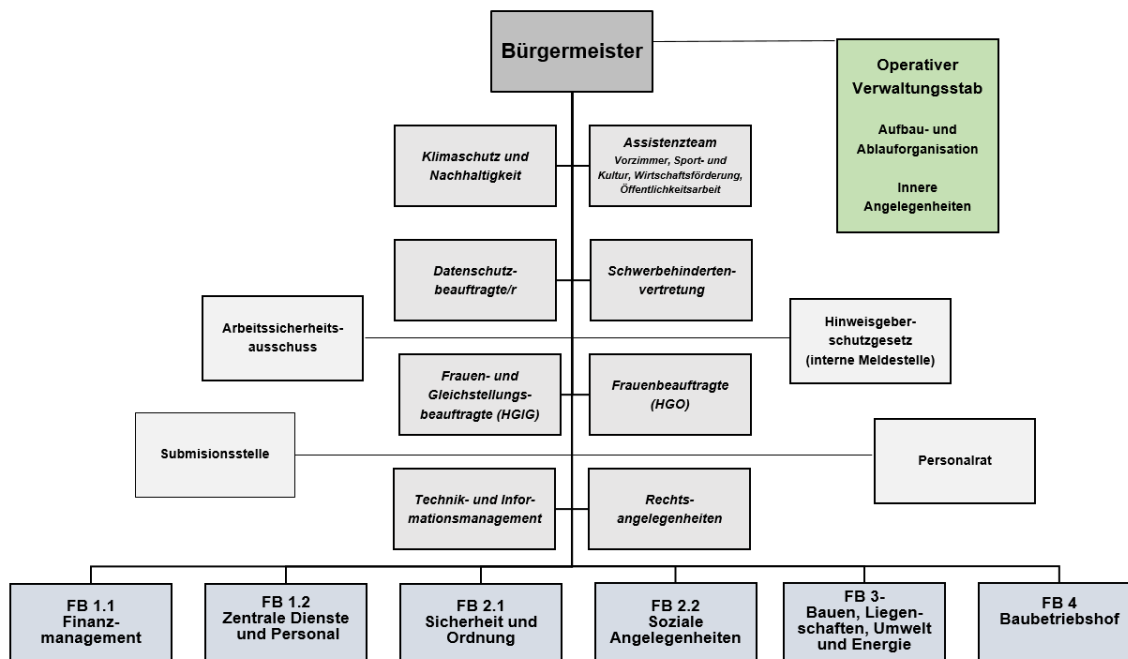 Bürgermeister
Operativer
Verwaltungsstab
Aufbau- und
Ablauforganisation
Innere
Angelegenheiten
Klimaschutz und
Nachhaltigkeit
Assistenzteam
Vorzimmer, Sport- und
Kultur, Wirtschaftsförderung,
Öffentlichkeitsarbeit
Datenschutz-
beauftragte/r
Schwerbehinderten-
vertretung
Arbeitssicherheits-
ausschuss
Hinweisgeber-
schutzgesetz
(interne Meldestelle)
Frauen- und
Gleichstellungs-
beauftragte (HGlG)
Frauenbeauftragte
(HGO)
Submisionsstelle
Personalrat
Technik- und Infor-
mationsmanagement
Rechts-
angelegenheiten
FB 1.1
Finanz-
management
FB 1.2
Zentrale Dienste
und Personal
FB 2.1
Sicherheit und
Ordnung
FB 2.2
Soziale
Angelegenheiten
FB 3-
Bauen, Liegen-
schaften, Umwelt
und Energie
FB 4
Baubetriebshof